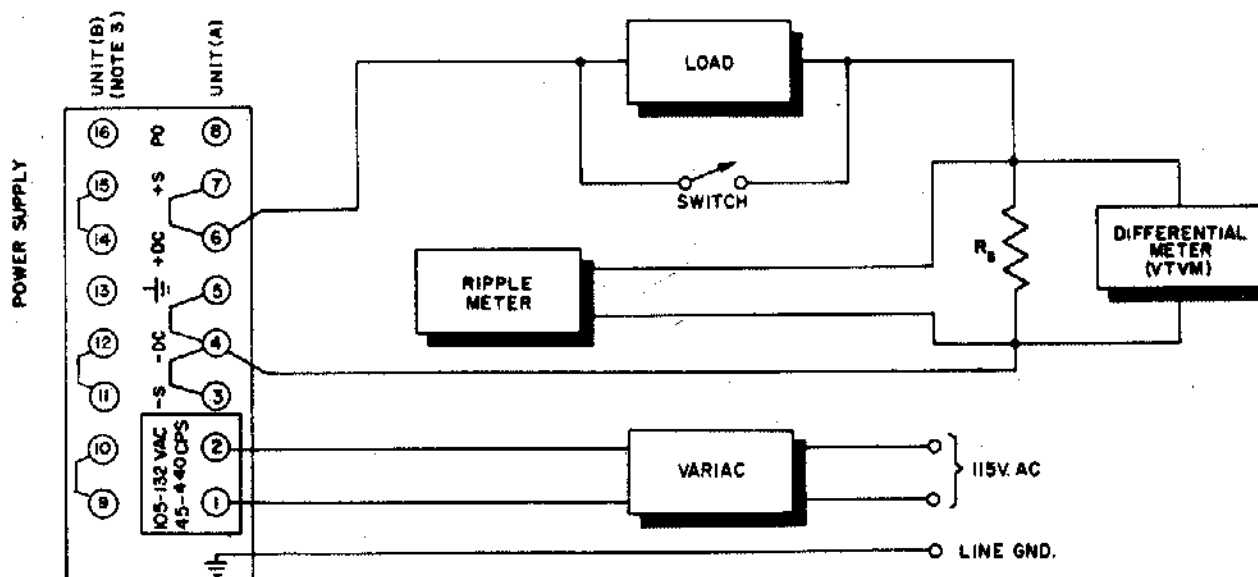 POWER SUPPLY
UNIT (B)
(NOTE 3)
UNIT (A)
16 PO 8
15 +S 7
14 +DC 6
13 5
12 -DC 4
11 -S 3
10 2
9 1
105-132 VAC
45-440 CPS
LOAD
SWITCH
RIPPLE
METER
RS
DIFFERENTIAL
METER
(VTVM)
VARIAC
115V. AC
LINE GND.